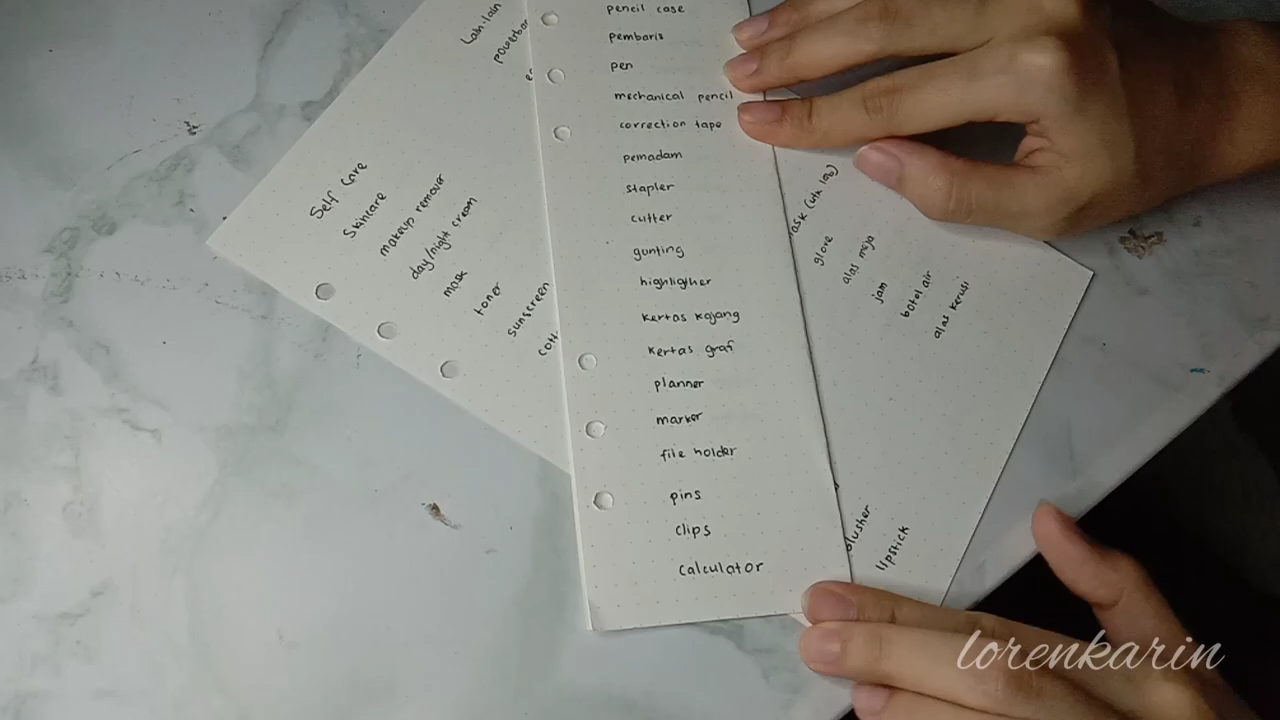 pencil case
pembaris
pen
mechanical pencil
correction tape
pemadam
stapler
cutter
gunting
highligther
kertas kajang
kertas graf
planner
marker
file holder
pins
clips
calculator
Lain-lain
Self Care
Skincare
makeup remover
day/night cream
mask
toner
sunscreen
glove
alas meja
jam
botol air
alas kerusi
blusher
lipstick
lorenkarin